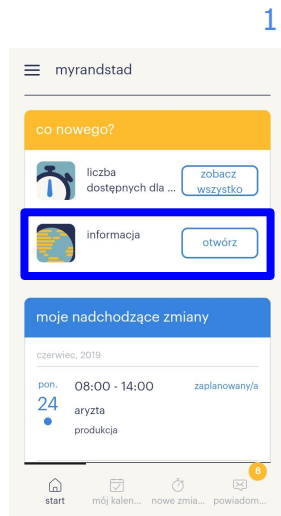 1
myrandstad
co nowego?
liczba
dostępnych dla ...
zobacz
wszystko
informacja
otwórz
moje nadchodzące zmiany
czerwiec, 2019
pon.
24
08:00 - 14:00
zaplanowany/a
aryzta
produkcja
8
start
mój kalen...
nowe zmia...
powiadom...